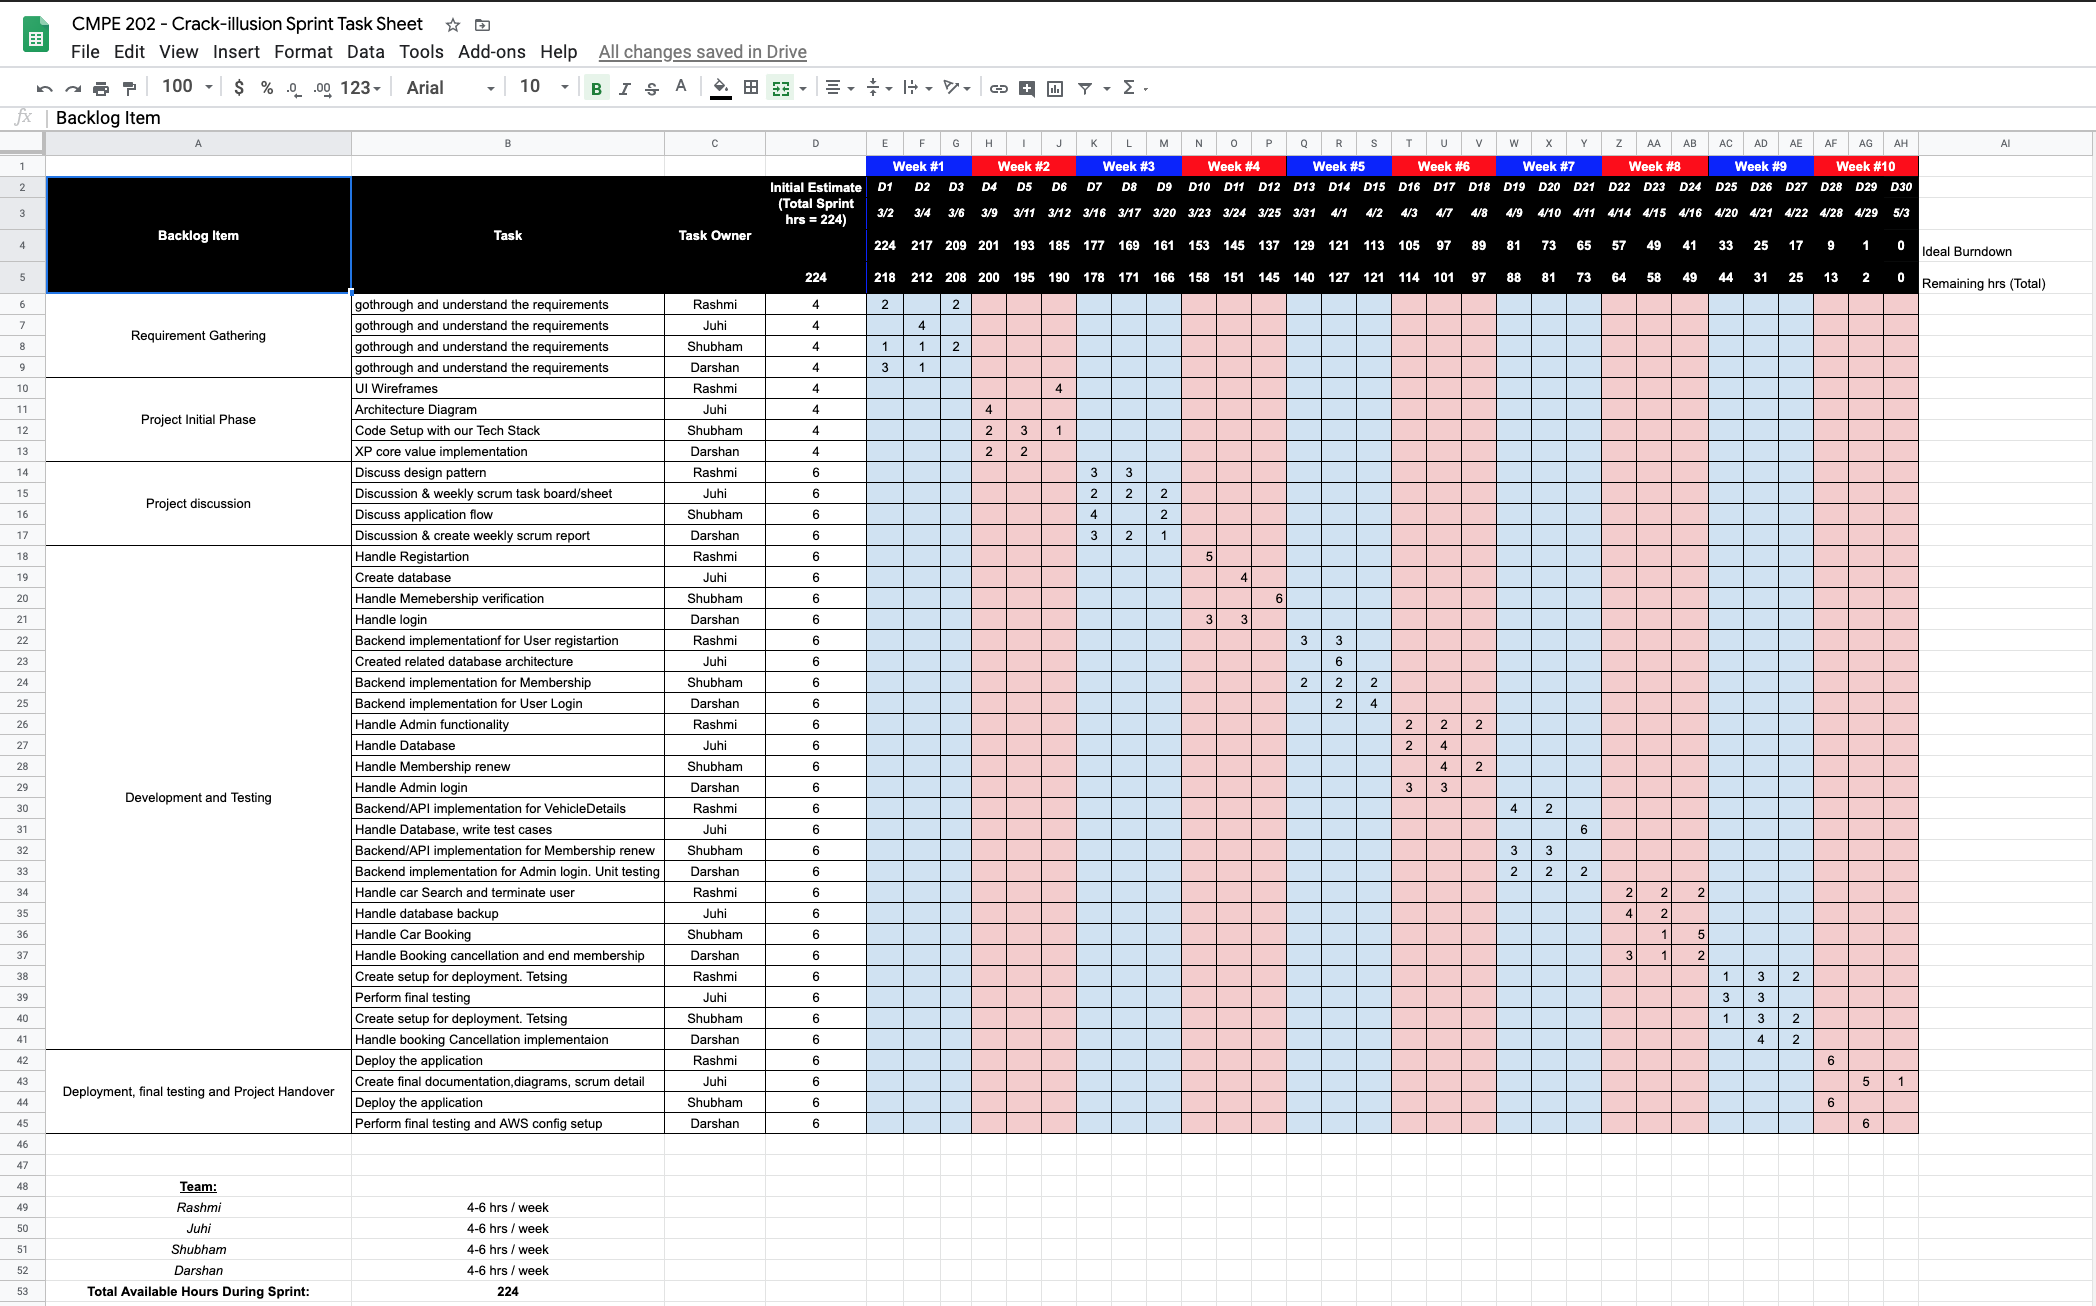 CMPE 202 - Crack-illusion Sprint Task Sheet
File Edit View Insert Format Data Tools Add-ons Help All changes saved in Drive
100 $ % .0 .00 123 Arial 10 B I S A Σ
fx Backlog Item
A B C D E F G H I J K L M N O P Q R S T U V W X Y Z AA AB AC AD AE AF AG AH AI
1 Week #1 Week #2 Week #3 Week #4 Week #5 Week #6 Week #7 Week #8 Week #9 Week #10
2 Backlog Item Task Task Owner Initial Estimate (Total Sprint hrs = 224) D1 D2 D3 D4 D5 D6 D7 D8 D9 D10 D11 D12 D13 D14 D15 D16 D17 D18 D19 D20 D21 D22 D23 D24 D25 D26 D27 D28 D29 D30
3 3/2 3/4 3/6 3/9 3/11 3/12 3/16 3/17 3/20 3/23 3/24 3/25 3/31 4/1 4/2 4/3 4/7 4/8 4/9 4/10 4/11 4/14 4/15 4/16 4/20 4/21 4/22 4/28 4/29 5/3
4 224 217 209 201 193 185 177 169 161 153 145 137 129 121 113 105 97 89 81 73 65 57 49 41 33 25 17 9 1 0 Ideal Burndown
5 224 218 212 208 200 195 190 178 171 166 158 151 145 140 127 121 114 101 97 88 81 73 64 58 49 44 31 25 13 2 0 Remaining hrs (Total)
6 gothrough and understand the requirements Rashmi 4 2 2
Requirement Gathering
7 gothrough and understand the requirements Juhi 4 4
8 gothrough and understand the requirements Shubham 4 1 1 2
9 gothrough and understand the requirements Darshan 4 3 1
10 UI Wireframes Rashmi 4 4
Project Initial Phase
11 Architecture Diagram Juhi 4 4
12 Code Setup with our Tech Stack Shubham 4 2 3 1
13 XP core value implementation Darshan 4 2 2
14 Discuss design pattern Rashmi 6 3 3
Project discussion
15 Discussion & weekly scrum task board/sheet Juhi 6 2 2 2
16 Discuss application flow Shubham 6 4 2
17 Discussion & create weekly scrum report Darshan 6 3 2 1
18 Handle Registartion Rashmi 6 5
Development and Testing
19 Create database Juhi 6 4
20 Handle Memebership verification Shubham 6 6
21 Handle login Darshan 6 3 3
22 Backend implementationf for User registartion Rashmi 6 3 3
23 Created related database architecture Juhi 6 6
24 Backend implementation for Membership Shubham 6 2 2 2
25 Backend implementation for User Login Darshan 6 2 4
26 Handle Admin functionality Rashmi 6 2 2 2
27 Handle Database Juhi 6 2 4
28 Handle Membership renew Shubham 6 4 2
29 Handle Admin login Darshan 6 3 3
30 Backend/API implementation for VehicleDetails Rashmi 6 4 2
31 Handle Database, write test cases Juhi 6 6
32 Backend/API implementation for Membership renew Shubham 6 3 3
33 Backend implementation for Admin login. Unit testing Darshan 6 2 2 2
34 Handle car Search and terminate user Rashmi 6 2 2 2
35 Handle database backup Juhi 6 4 2
36 Handle Car Booking Shubham 6 1 5
37 Handle Booking cancellation and end membership Darshan 6 3 1 2
38 Create setup for deployment. Tetsing Rashmi 6 1 3 2
39 Perform final testing Juhi 6 3 3
40 Create setup for deployment. Tetsing Shubham 6 1 3 2
41 Handle booking Cancellation implementaion Darshan 6 4 2
42 Deploy the application Rashmi 6 6
Deployment, final testing and Project Handover
43 Create final documentation,diagrams, scrum detail Juhi 6 5 1
44 Deploy the application Shubham 6 6
45 Perform final testing and AWS config setup Darshan 6 6
46
47
48 Team:
49 Rashmi 4-6 hrs / week
50 Juhi 4-6 hrs / week
51 Shubham 4-6 hrs / week
52 Darshan 4-6 hrs / week
53 Total Available Hours During Sprint: 224